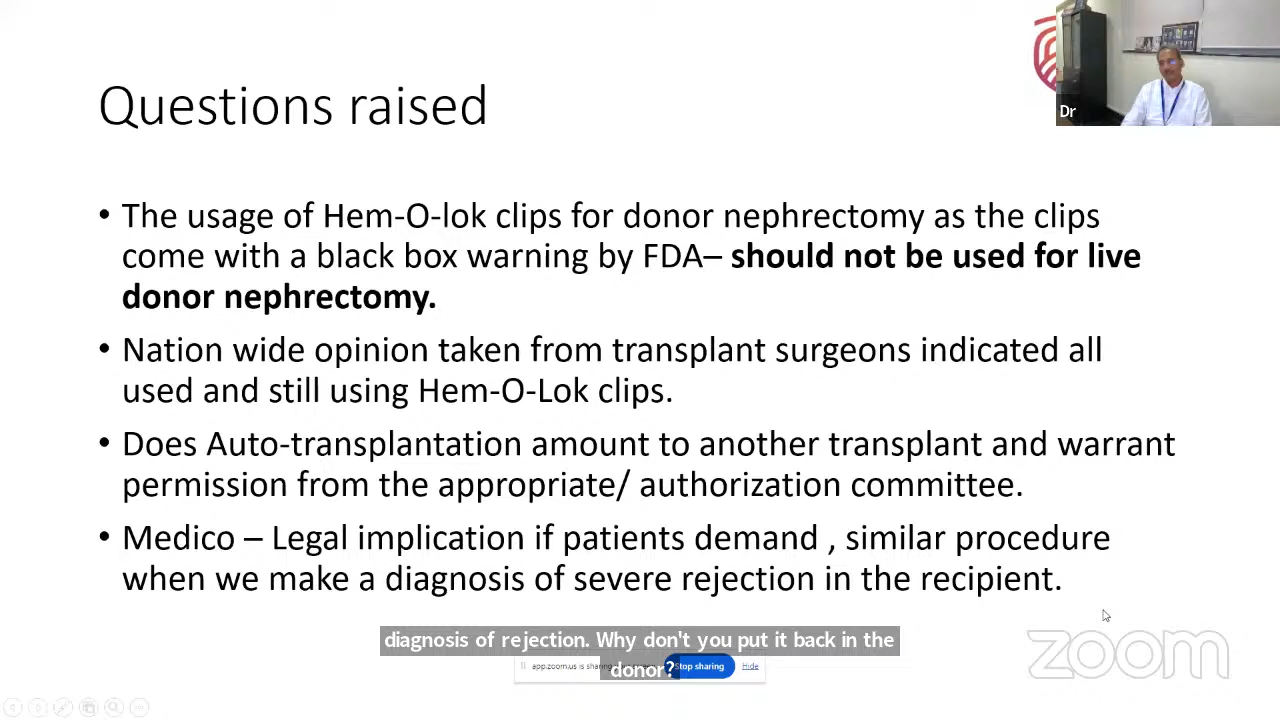 Questions raised
Dr
• The usage of Hem-O-lok clips for donor nephrectomy as the clips
come with a black box warning by FDA– should not be used for live
donor nephrectomy.
• Nation wide opinion taken from transplant surgeons indicated all
used and still using Hem-O-Lok clips.
• Does Auto-transplantation amount to another transplant and warrant
permission from the appropriate/ authorization committee.
• Medico – Legal implication if patients demand , similar procedure
when we make a diagnosis of severe rejection in the recipient.
diagnosis of rejection. Why don't you put it back in the
donor?
app.zoom.us is sharing
Stop sharing
Hide
zoom